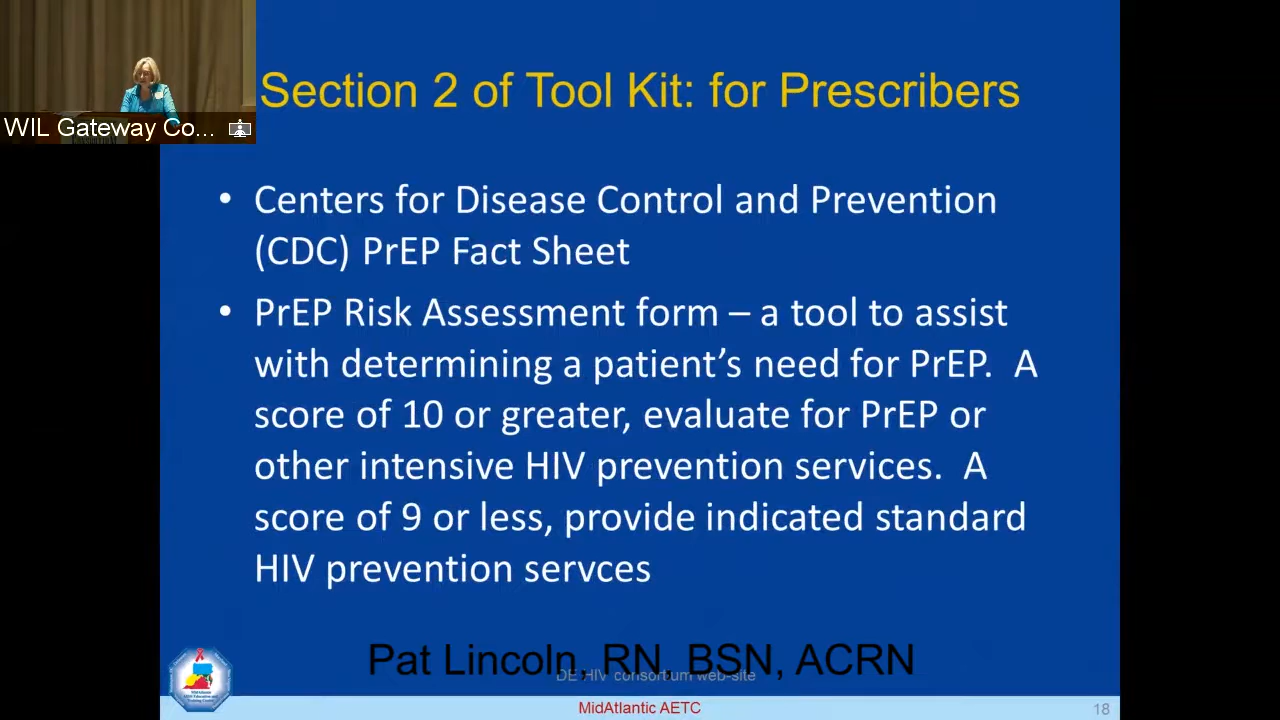 Section 2 of Tool Kit: for Prescribers
WIL Gateway Co...
• Centers for Disease Control and Prevention
(CDC) PrEP Fact Sheet
• PrEP Risk Assessment form – a tool to assist
with determining a patient’s need for PrEP.  A
score of 10 or greater, evaluate for PrEP or
other intensive HIV prevention services.  A
score of 9 or less, provide indicated standard
HIV prevention servces
Pat Lincoln, RN, BSN, ACRN
DE HIV consortium web-site
MidAtlantic AETC
18